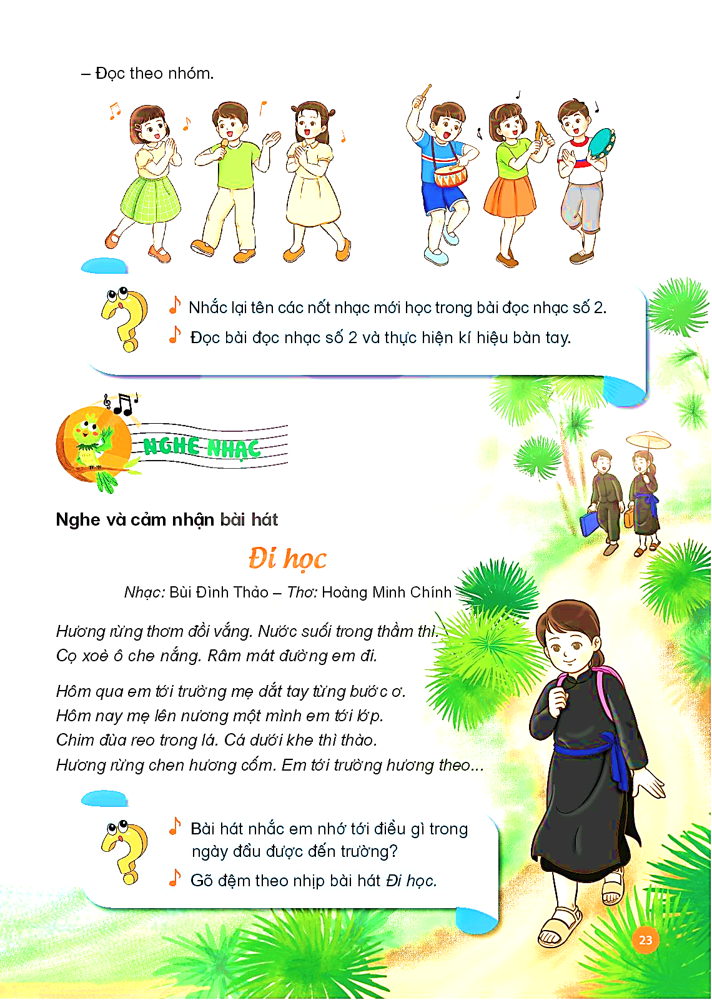 – Đọc theo nhóm.
Nhắc lại tên các nốt nhạc mới học trong bài đọc nhạc số 2.
Đọc bài đọc nhạc số 2 và thực hiện kí hiệu bàn tay.
NGHE NHẠC
Nghe và cảm nhận bài hát
Đi học
Nhạc: Bùi Đình Thảo – Thơ: Hoàng Minh Chính
Hương rừng thơm đồi vắng. Nước suối trong thầm thì.
Cọ xoè ô che nắng. Râm mát đường em đi.
Hôm qua em tới trường mẹ dắt tay từng bước ơ.
Hôm nay mẹ lên nương một mình em tới lớp.
Chim đùa reo trong lá. Cá dưới khe thì thào.
Hương rừng chen hương cốm. Em tới trường hương theo...
Bài hát nhắc em nhớ tới điều gì trong
ngày đầu được đến trường?
Gõ đệm theo nhịp bài hát Đi học.
23